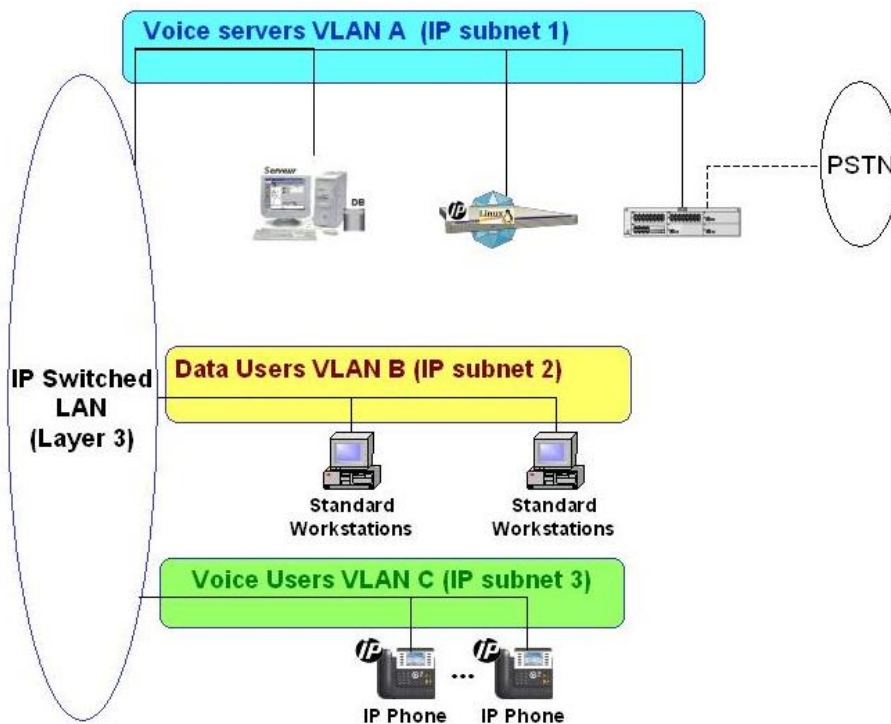 Voice servers VLAN A (IP subnet 1)
Serveur
DB
IP
Linux
PSTN
IP Switched
LAN
(Layer 3)
Data Users VLAN B (IP subnet 2)
Standard
Workstations
Standard
Workstations
Voice Users VLAN C (IP subnet 3)
IP
...
IP
IP Phone
IP Phone